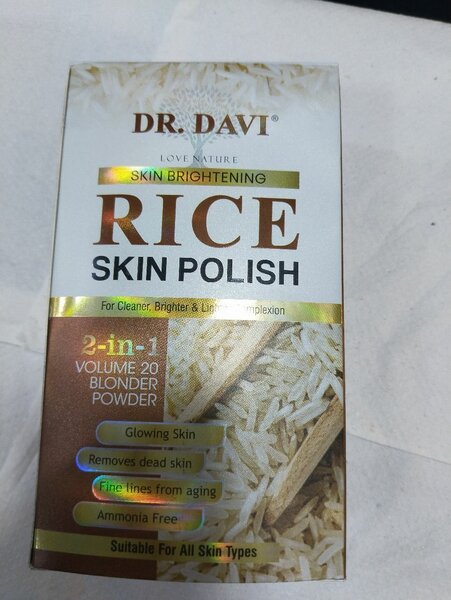 DR. DAVI®
LOVE NATURE
SKIN BRIGHTENING
RICE
SKIN POLISH
For Cleaner, Brighter &
2-in-1
VOLUME 20
BLONDER
POWDER
Glowing Skin
Removes dead skin
Fine lines from aging
Ammonia Free
Suitable For All Skin Types